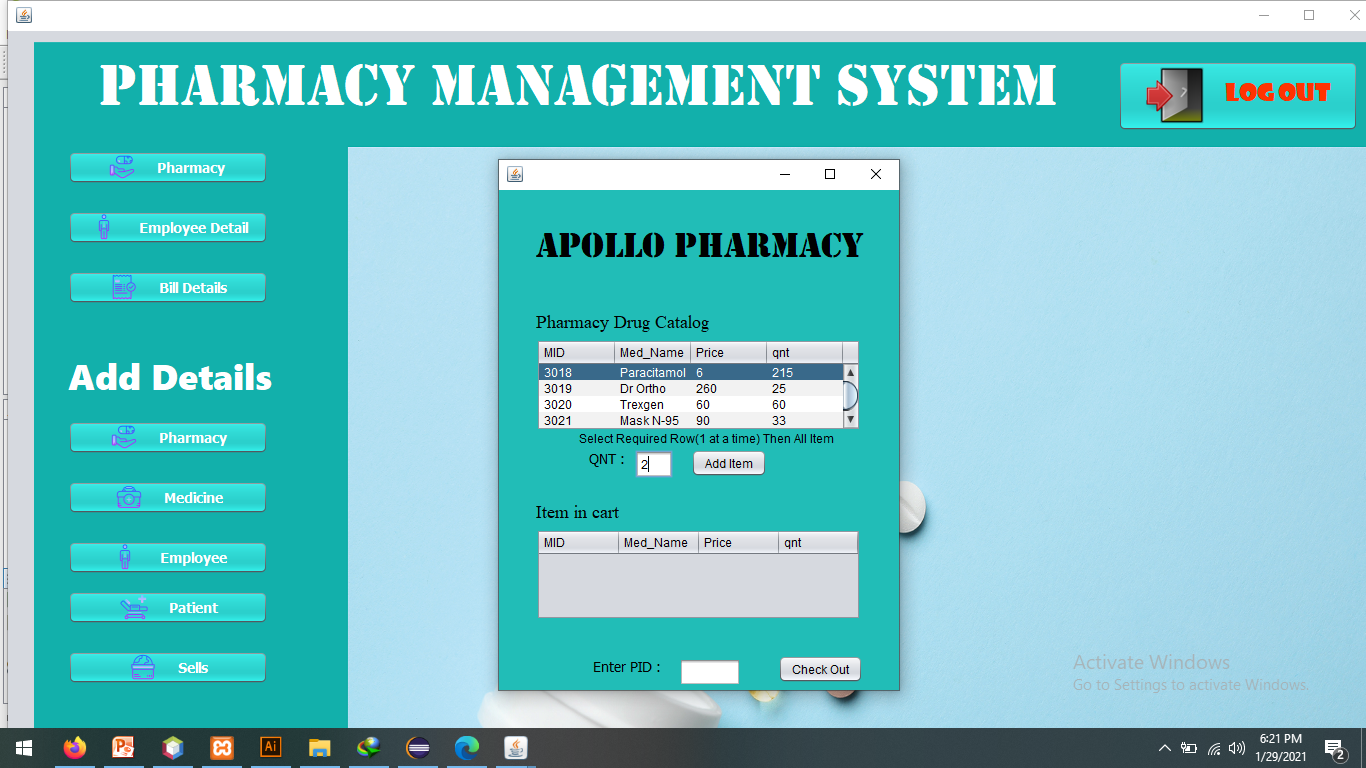 PHARMACY MANAGEMENT SYSTEM
LOG OUT
Pharmacy
Employee Detail
Bill Details
Add Details
Pharmacy
Medicine
Employee
Patient
Sells
APOLLO PHARMACY
Pharmacy Drug Catalog
MID Med_Name Price qnt
3018 Paracitamol 6 215
3019 Dr Ortho 260 25
3020 Trexgen 60 60
3021 Mask N-95 90 33
Select Required Row(1 at a time) Then All Item
QNT : 2 Add Item
Item in cart
MID Med_Name Price qnt
Enter PID : Check Out
Activate Windows
Go to Settings to activate Windows.
Ai
6:21 PM
1/29/2021
2